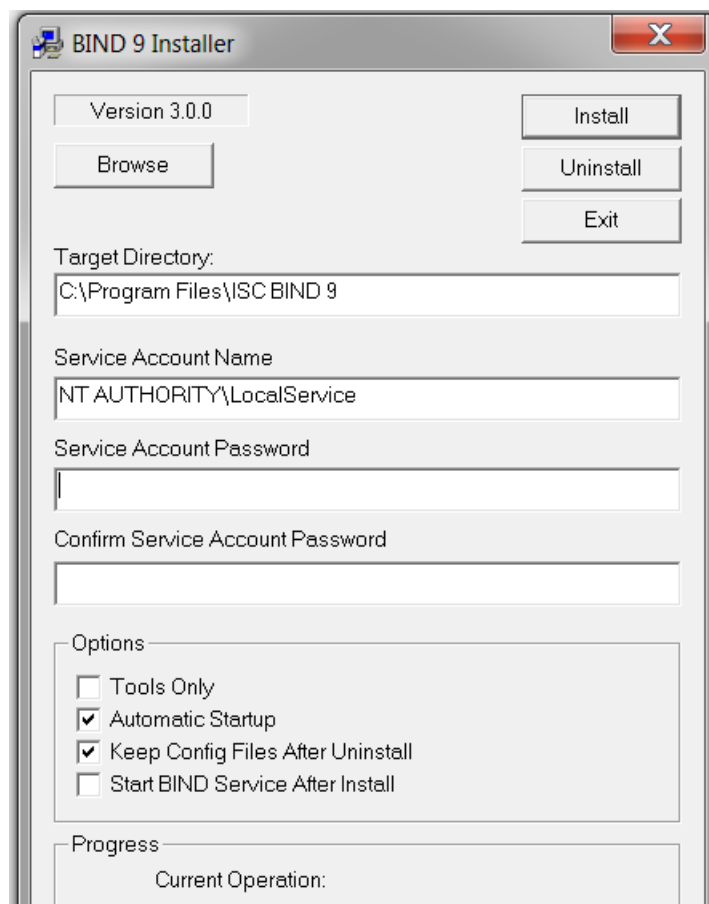 BIND 9 Installer
Version 3.0.0
Install
Browse
Uninstall
Exit
Target Directory:
C:\Program Files\ISC BIND 9
Service Account Name
NT AUTHORITY\LocalService
Service Account Password
Confirm Service Account Password
Options
Tools Only
Automatic Startup
Keep Config Files After Uninstall
Start BIND Service After Install
Progress
Current Operation: